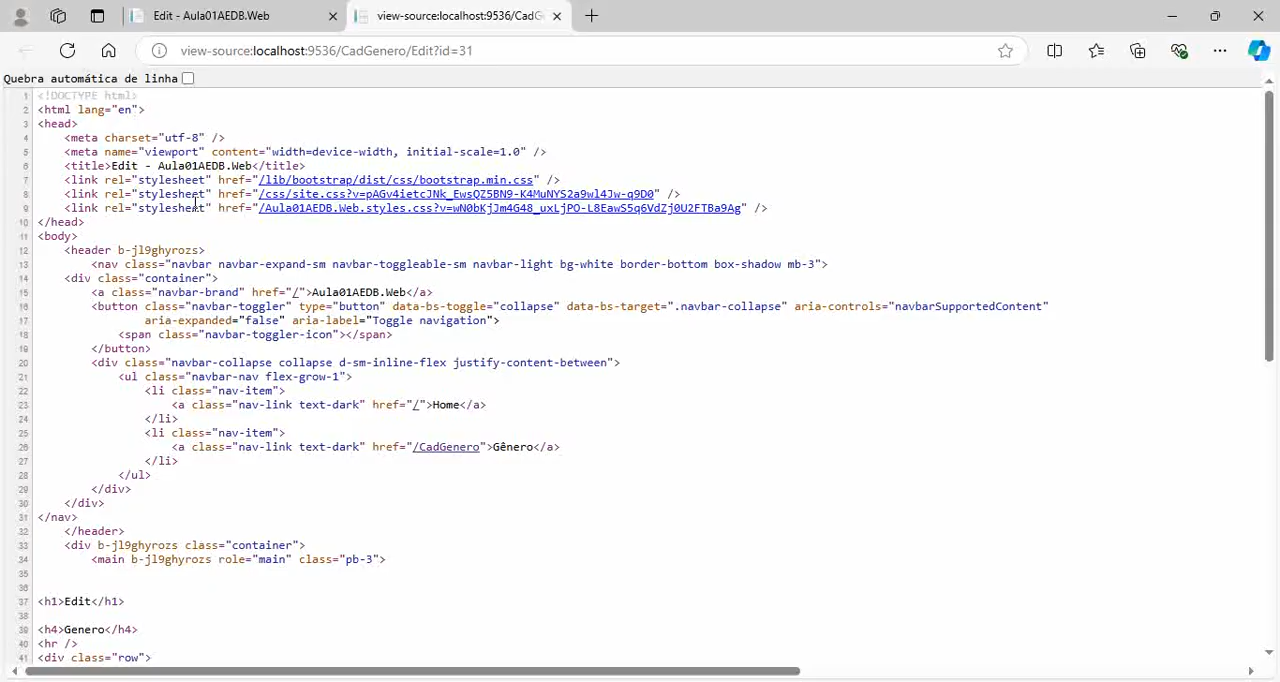 Edit - Aula01AEDB.Web
view-source:localhost:9536/CadG
view-source:localhost:9536/CadGenero/Edit?id=31
Quebra automática de linha
1 <!DOCTYPE html>
2 <html lang="en">
3 <head>
4 <meta charset="utf-8" />
5 <meta name="viewport" content="width=device-width, initial-scale=1.0" />
6 <title>Edit - Aula01AEDB.Web</title>
7 <link rel="stylesheet" href="/lib/bootstrap/dist/css/bootstrap.min.css" />
8 <link rel="stylesheet" href="/css/site.css?v=pAGv4ietcJNk_EwsQZ5BN9-K4MuNYS2a9wl4Jw-q9D0" />
9 <link rel="stylesheet" href="/Aula01AEDB.Web.styles.css?v=wN0bKjJm4G48_uxLjPO-L8EawS5q6VdZj0U2FTBa9Ag" />
10 </head>
11 <body>
12 <header b-jl9ghyrozs>
13 <nav class="navbar navbar-expand-sm navbar-toggleable-sm navbar-light bg-white border-bottom box-shadow mb-3">
14 <div class="container">
15 <a class="navbar-brand" href="/">Aula01AEDB.Web</a>
16 <button class="navbar-toggler" type="button" data-bs-toggle="collapse" data-bs-target=".navbar-collapse" aria-controls="navbarSupportedContent"
17 aria-expanded="false" aria-label="Toggle navigation">
18 <span class="navbar-toggler-icon"></span>
19 </button>
20 <div class="navbar-collapse collapse d-sm-inline-flex justify-content-between">
21 <ul class="navbar-nav flex-grow-1">
22 <li class="nav-item">
23 <a class="nav-link text-dark" href="/">Home</a>
24 </li>
25 <li class="nav-item">
26 <a class="nav-link text-dark" href="/CadGenero">Gênero</a>
27 </li>
28 </ul>
29 </div>
30 </div>
31 </nav>
32 </header>
33 <div b-jl9ghyrozs class="container">
34 <main b-jl9ghyrozs role="main" class="pb-3">
35
36
37 <h1>Edit</h1>
38
39 <h4>Genero</h4>
40 <hr />
41 <div class="row">